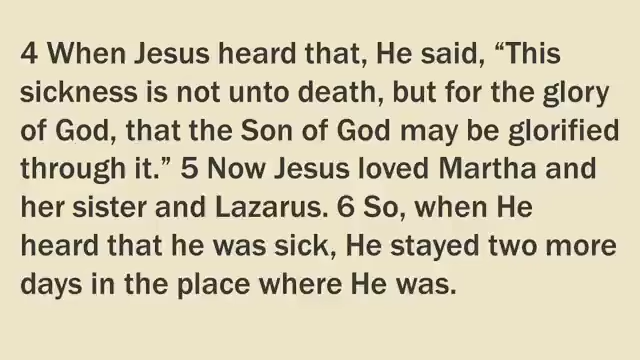 4 When Jesus heard that, He said, “This
sickness is not unto death, but for the glory
of God, that the Son of God may be glorified
through it.” 5 Now Jesus loved Martha and
her sister and Lazarus. 6 So, when He
heard that he was sick, He stayed two more
days in the place where He was.